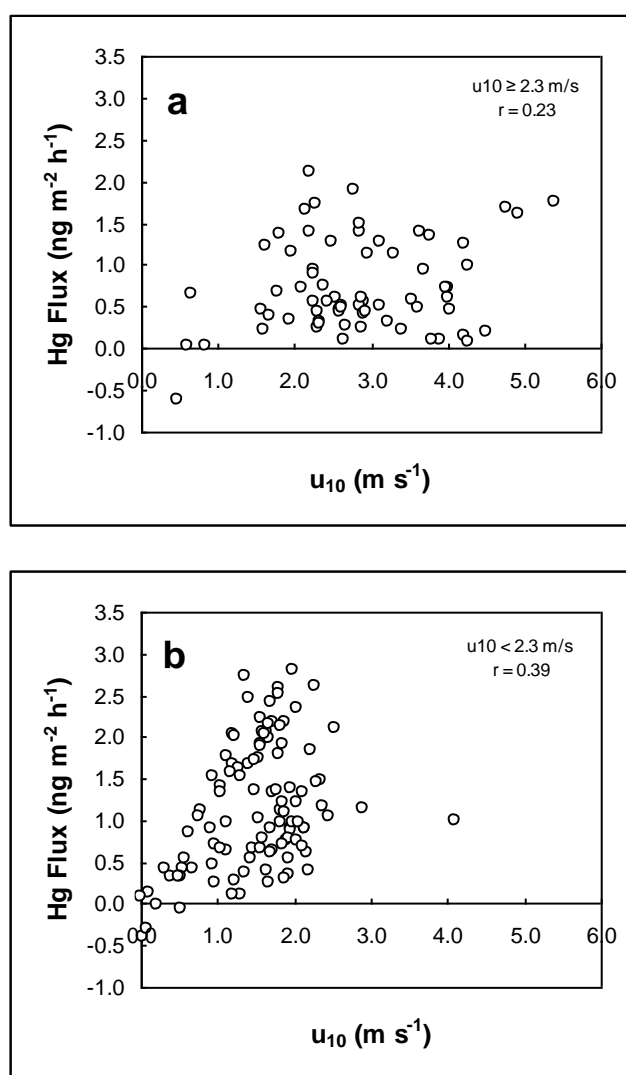 a
u10 ≥ 2.3 m/s
r = 0.23
Hg Flux (ng m⁻² h⁻¹)
3.5
3.0
2.5
2.0
1.5
1.0
0.5
0.0
-0.5
-1.0
0.0 1.0 2.0 3.0 4.0 5.0 6.0
u₁₀ (m s⁻¹)
b
u10 < 2.3 m/s
r = 0.39
Hg Flux (ng m⁻² h⁻¹)
3.5
3.0
2.5
2.0
1.5
1.0
0.5
0.0
-0.5
-1.0
0.0 1.0 2.0 3.0 4.0 5.0 6.0
u₁₀ (m s⁻¹)